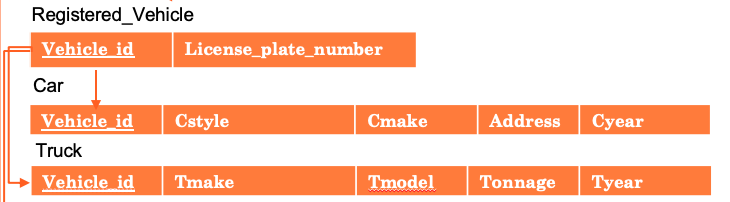 Registered_Vehicle
Vehicle_id License_plate_number
Car
Vehicle_id Cstyle Cmake Address Cyear
Truck
Vehicle_id Tmake Tmodel Tonnage Tyear